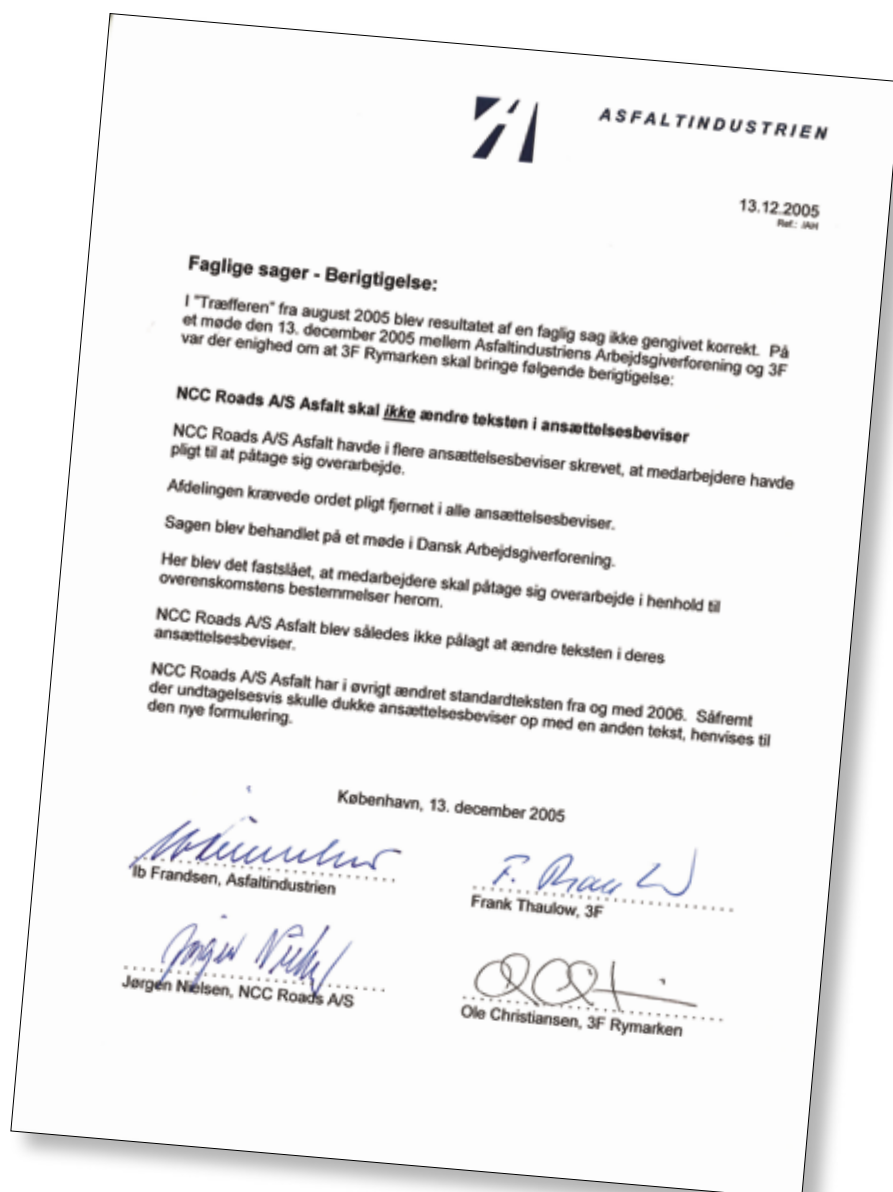 ASFALTINDUSTRIEN
13.12.2005
Ref.: JAH
Faglige sager - Berigtigelse:
I "Træfferen" fra august 2005 blev resultatet af en faglig sag ikke gengivet korrekt. På
et møde den 13. december 2005 mellem Asfaltindustriens Arbejdsgiverforening og 3F
var der enighed om at 3F Rymarken skal bringe følgende berigtigelse:
NCC Roads A/S Asfalt skal ikke ændre teksten i ansættelsesbeviser
NCC Roads A/S Asfalt havde i flere ansættelsesbeviser skrevet, at medarbejdere havde
pligt til at påtage sig overarbejde.
Afdelingen krævede ordet pligt fjernet i alle ansættelsesbeviser.
Sagen blev behandlet på et møde i Dansk Arbejdsgiverforening.
Her blev det fastslået, at medarbejdere skal påtage sig overarbejde i henhold til
overenskomstens bestemmelser herom.
NCC Roads A/S Asfalt blev således ikke pålagt at ændre teksten i deres
ansættelsesbeviser.
NCC Roads A/S Asfalt har i øvrigt ændret standardteksten fra og med 2006. Såfremt
der undtagelsesvis skulle dukke ansættelsesbeviser op med en anden tekst, henvises til
den nye formulering.
København, 13. december 2005
Ib Frandsen, Asfaltindustrien
Frank Thaulow, 3F
Jørgen Nielsen, NCC Roads A/S
Ole Christiansen, 3F Rymarken